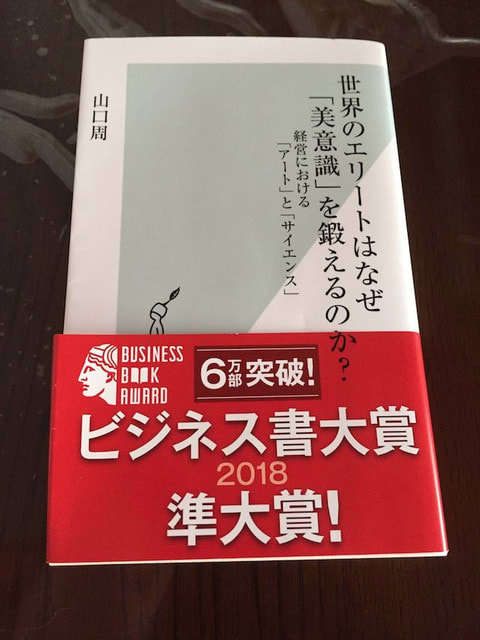 世界のエリートはなぜ
「美意識」を鍛えるのか?
経営における
「アート」と「サイエンス」
山口周
BUSINESS
BOOK
AWARD
6万部突破!
ビジネス書大賞
2018
準大賞!